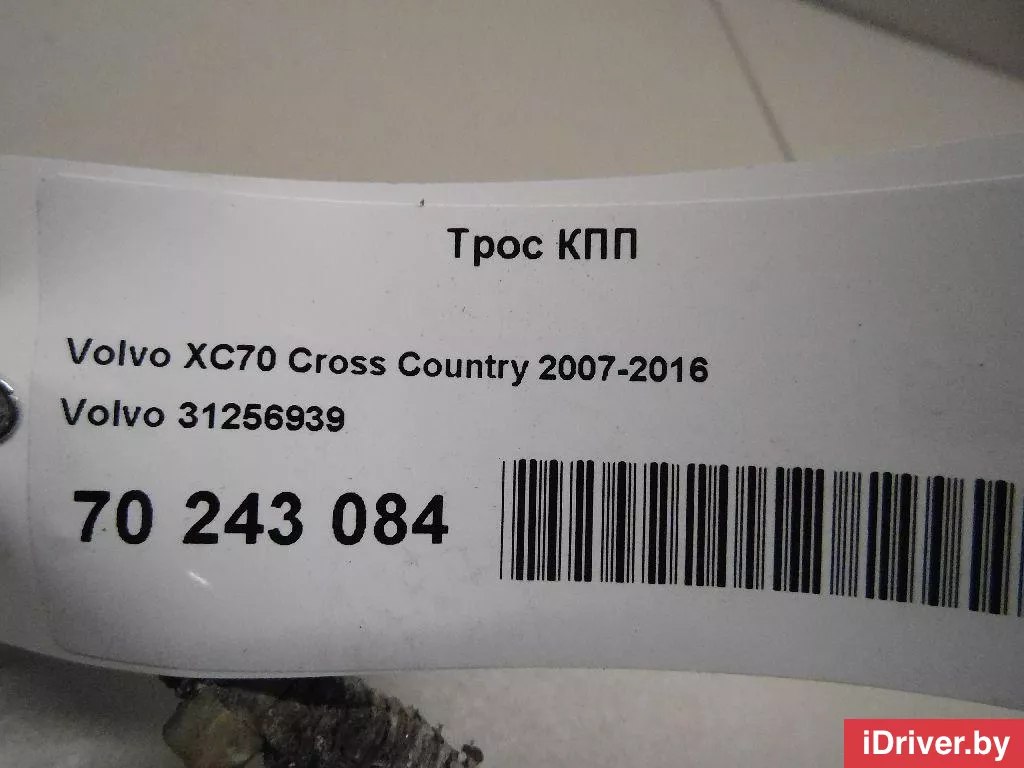 Трос КПП
Volvo XC70 Cross Country 2007-2016
Volvo 31256939
70 243 084
iDriver.by